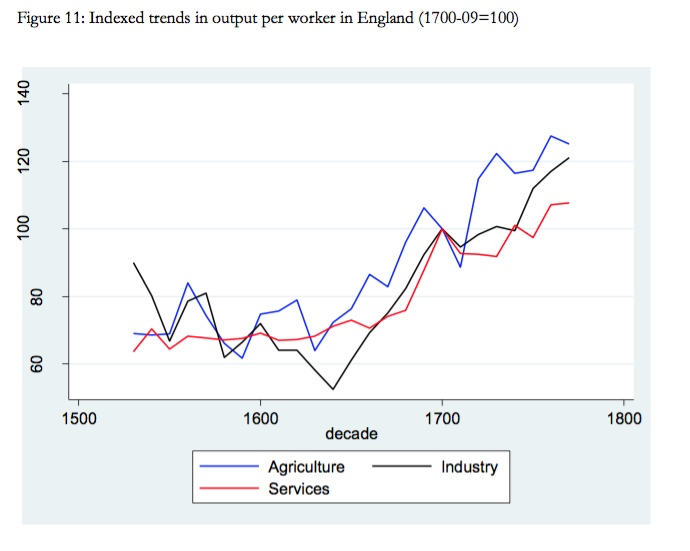 Figure 11: Indexed trends in output per worker in England (1700-09=100)
140
120
100
80
60
1500 1600 1700 1800
decade
Agriculture Industry
Services